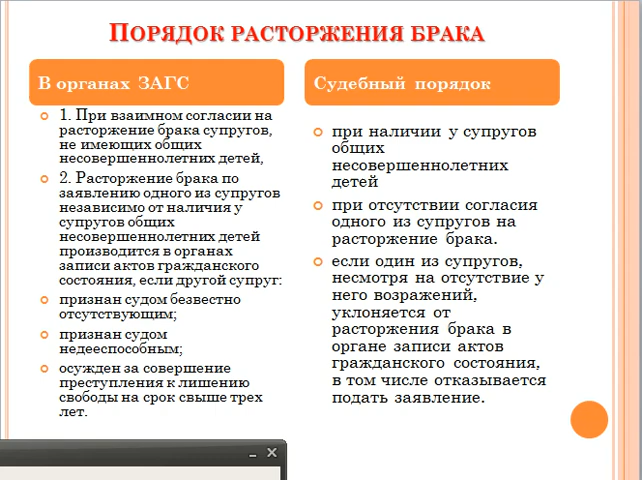 ПОРЯДОК РАСТОРЖЕНИЯ БРАКА
В органах ЗАГС
1. При взаимном согласии на
расторжение брака супругов,
не имеющих общих
несовершеннолетних детей,
2. Расторжение брака по
заявлению одного из супругов
независимо от наличия у
супругов общих
несовершеннолетних детей
производится в органах
записи актов гражданского
состояния, если другой супруг:
признан судом безвестно
отсутствующим;
признан судом
недееспособным;
осужден за совершение
преступления к лишению
свободы на срок свыше трех
лет.
Судебный порядок
при наличии у супругов
общих
несовершеннолетних
детей
при отсутствии согласия
одного из супругов на
расторжение брака.
если один из супругов,
несмотря на отсутствие у
него возражений,
уклоняется от
расторжения брака в
органе записи актов
гражданского состояния,
в том числе отказывается
подать заявление.